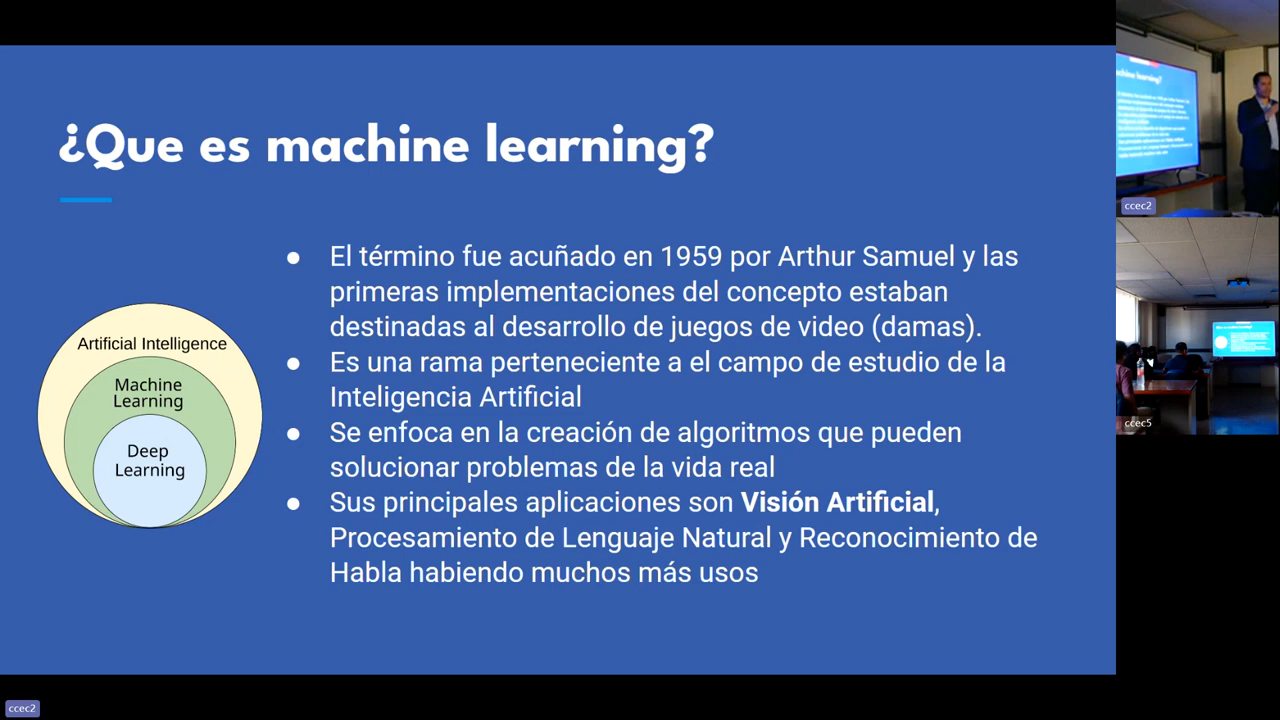 ¿Que es machine learning?
El término fue acuñado en 1959 por Arthur Samuel y las
primeras implementaciones del concepto estaban
destinadas al desarrollo de juegos de video (damas).
Es una rama perteneciente a el campo de estudio de la
Inteligencia Artificial
Se enfoca en la creación de algoritmos que pueden
solucionar problemas de la vida real
Sus principales aplicaciones son Visión Artificial,
Procesamiento de Lenguaje Natural y Reconocimiento de
Habla habiendo muchos más usos
Artificial Intelligence
Machine
Learning
Deep
Learning
ccec2
ccec5
ccec2